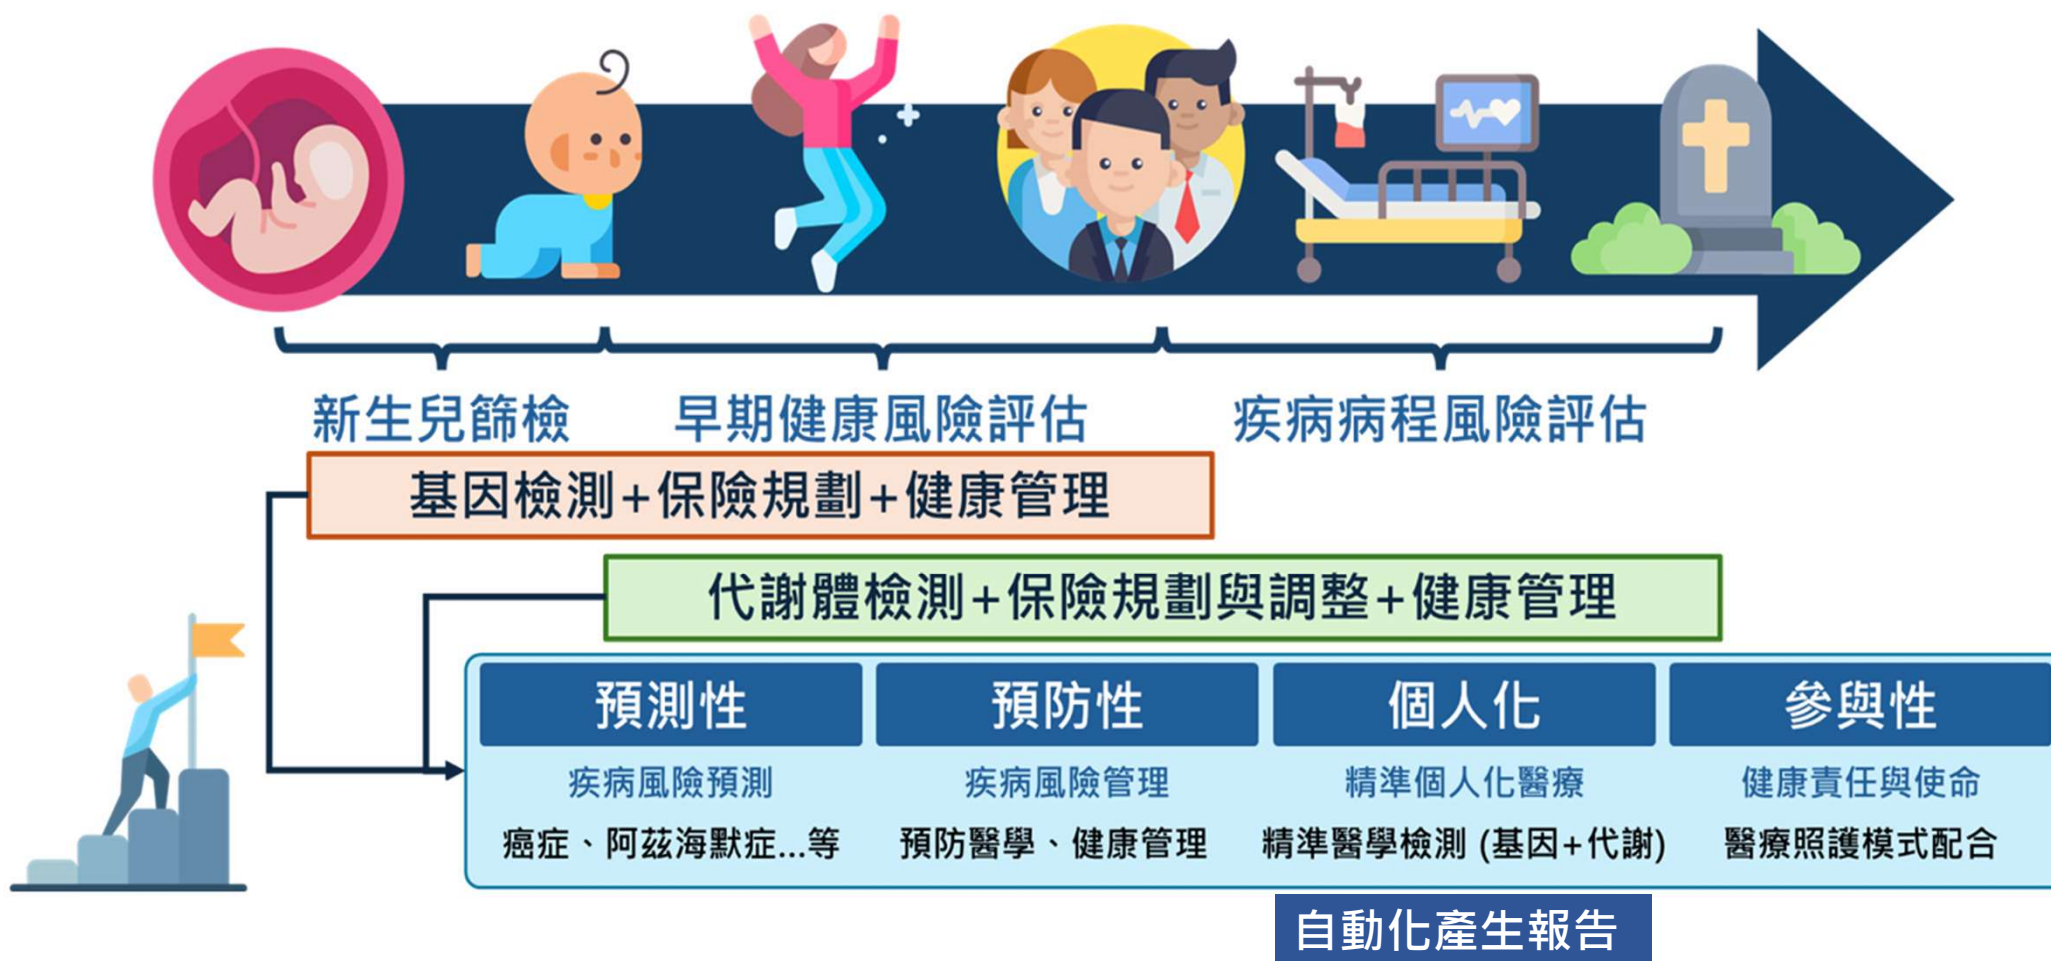 新生兒篩檢
早期健康風險評估
疾病病程風險評估
基因檢測+保險規劃+健康管理
代謝體檢測+保險規劃與調整+健康管理
預測性
疾病風險預測
癌症、阿茲海默症...等
預防性
疾病風險管理
預防醫學、健康管理
個人化
精準個人化醫療
精準醫學檢測 (基因+代謝)
參與性
健康責任與使命
醫療照護模式配合
自動化產生報告